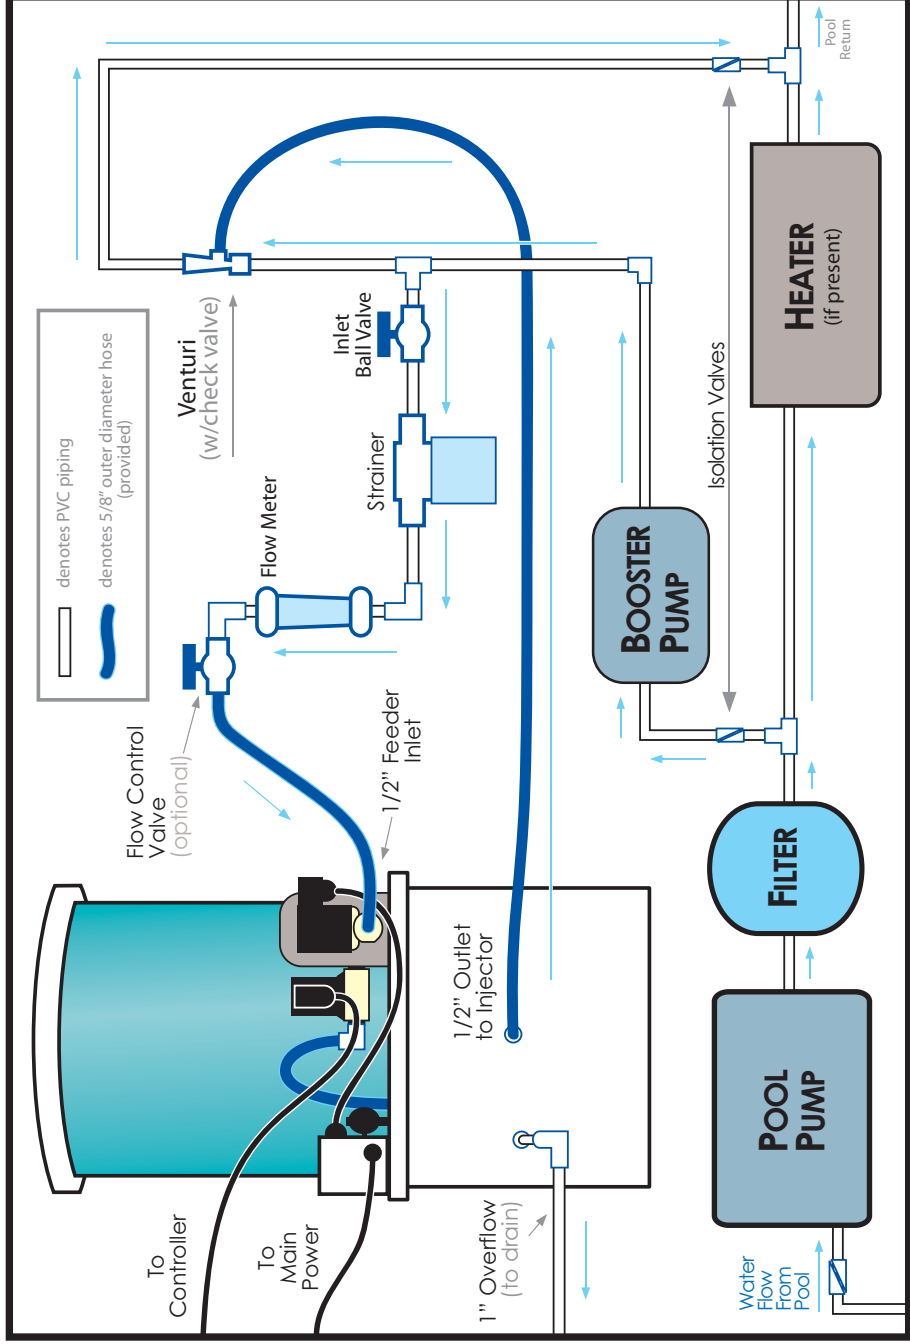 denotes PVC piping
denotes 5/8" outer diameter hose
(provided)
To
Controller
To
Main
Power
Flow Control
Valve
(optional)
1/2” Feeder
Inlet
Flow Meter
Strainer
Venturi
(w/check valve)
Inlet
Ball Valve
1” Overflow
(to drain)
1/2” Outlet
to Injector
BOOSTER
PUMP
Isolation Valves
Water
Flow
From
Pool
POOL
PUMP
FILTER
HEATER
(if present)
Pool
Return